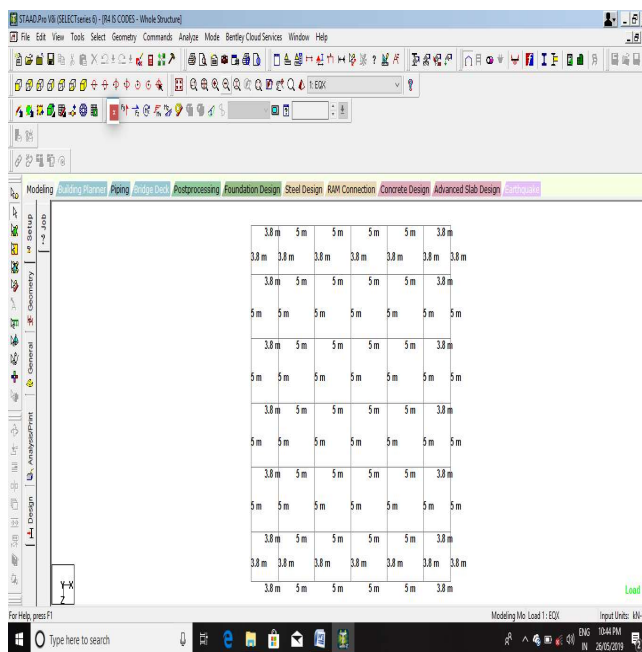 STAAD.Pro V8i (SELECTseries 6) - [R4 IS CODES - Whole Structure]
File Edit View Tools Select Geometry Commands Analyze Mode Bentley Cloud Services Window Help
1: EQX
Modeling Building Planner Piping Bridge Deck Postprocessing Foundation Design Steel Design RAM Connection Concrete Design Advanced Slab Design Earthquake
Setup
Job
Geometry
General
Analysis/Print
Design
3.8 m 5 m 5 m 5 m 5 m 3.8 m
3.8 m 3.8 m 3.8 m 3.8 m 3.8 m 3.8 m 3.8 m
3.8 m 5 m 5 m 5 m 5 m 3.8 m
5 m 5 m 5 m 5 m 5 m 5 m 5 m
3.8 m 5 m 5 m 5 m 5 m 3.8 m
5 m 5 m 5 m 5 m 5 m 5 m 5 m
3.8 m 5 m 5 m 5 m 5 m 3.8 m
5 m 5 m 5 m 5 m 5 m 5 m 5 m
3.8 m 5 m 5 m 5 m 5 m 3.8 m
5 m 5 m 5 m 5 m 5 m 5 m 5 m
3.8 m 5 m 5 m 5 m 5 m 3.8 m
3.8 m 3.8 m 3.8 m 3.8 m 3.8 m 3.8 m 3.8 m
3.8 m 5 m 5 m 5 m 5 m 3.8 m
Y X
Z
Load
For Help, press F1
Modeling Mo Load 1: EQX Input Units: kN-
Type here to search
ENG 10:44 PM
IN 26/05/2019